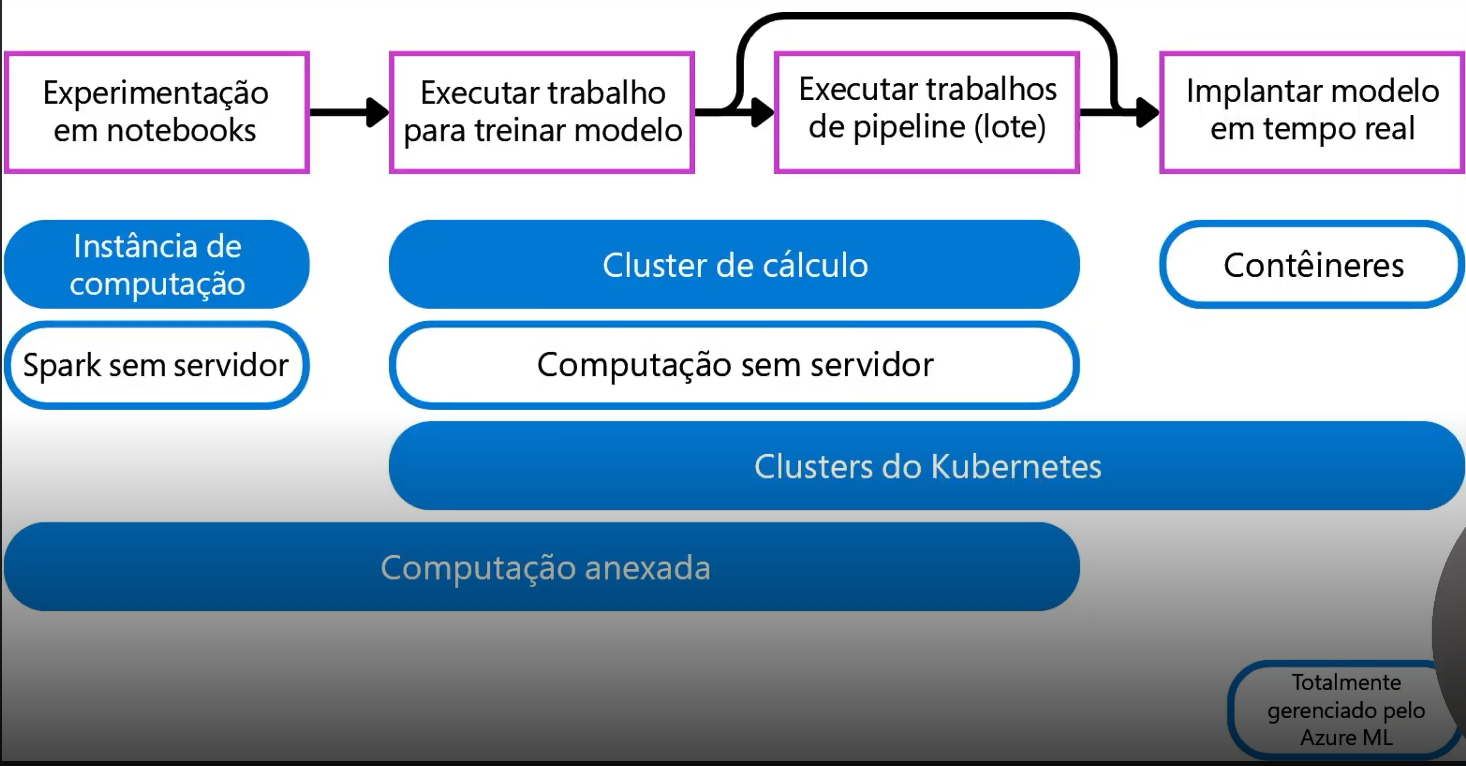 Experimentação
em notebooks
Executar trabalho
para treinar modelo
Executar trabalhos
de pipeline (lote)
Implantar modelo
em tempo real
Instância de
computação
Cluster de cálculo
Contêineres
Spark sem servidor
Computação sem servidor
Clusters do Kubernetes
Computação anexada
Totalmente
gerenciado pelo
Azure ML